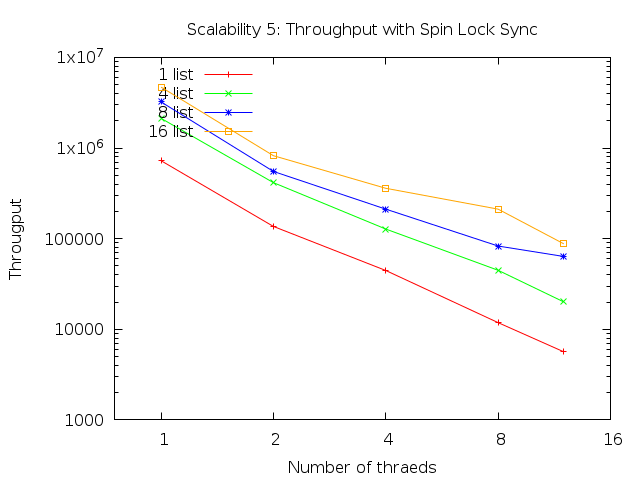 Scalability 5: Throughput with Spin Lock Sync
1x10^7
1x10^6
100000
10000
1000
Througput
1 list
4 list
8 list
16 list
1
2
4
8
16
Number of thraeds